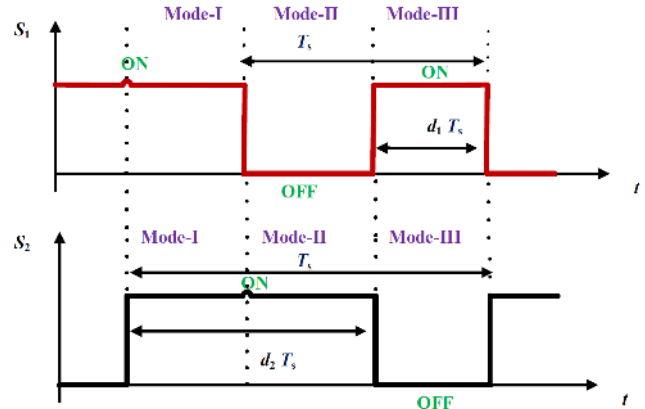 Mode-I Mode-II Mode-III
S1 Ts
ON ON
d1 Ts
OFF
t
Mode-I Mode-II Mode-III
S2 Ts
ON
d2 Ts
OFF t